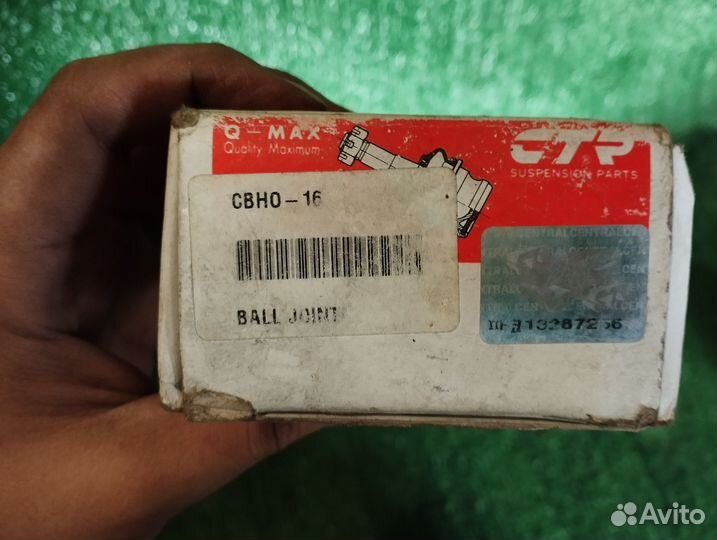 Q-MAX
Quality Maximum
CTR
SUSPENSION PARTS
CBHO-16
BALL JOINT
Avito